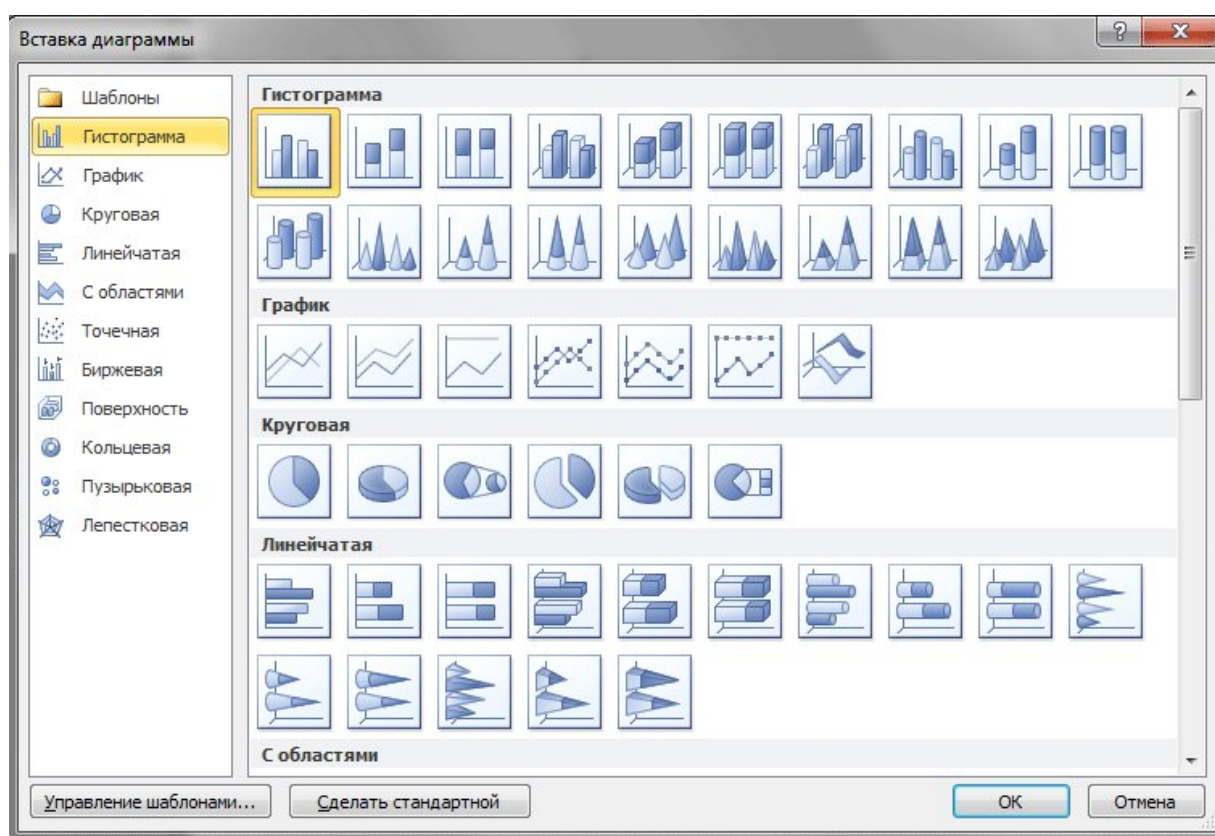 Вставка диаграммы
Шаблоны
Гистограмма
График
Круговая
Линейчатая
С областями
Точечная
Биржевая
Поверхность
Кольцевая
Пузырьковая
Лепестковая
Гистограмма
График
Круговая
Линейчатая
С областями
Управление шаблонами...
Сделать стандартной
ОК
Отмена